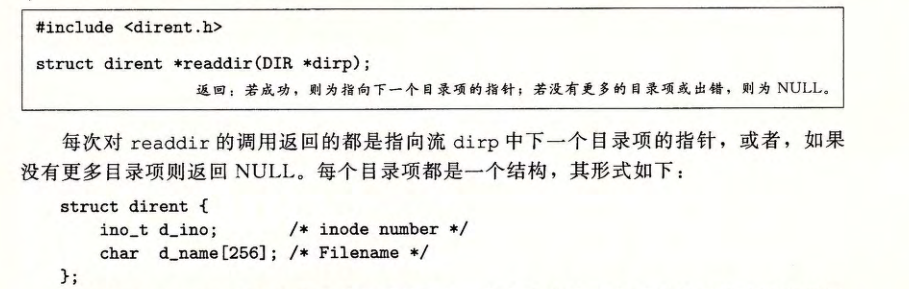 #include <dirent.h>
struct dirent *readdir(DIR *dirp);
返回：若成功，则为指向下一个目录项的指针；若没有更多的目录项或出错，则为 NULL。
每次对 readdir 的调用返回的都是指向流 dirp 中下一个目录项的指针，或者，如果
没有更多目录项则返回 NULL。每个目录项都是一个结构，其形式如下：
struct dirent {
    ino_t d_ino;       /* inode number */
    char  d_name[256]; /* Filename */
};